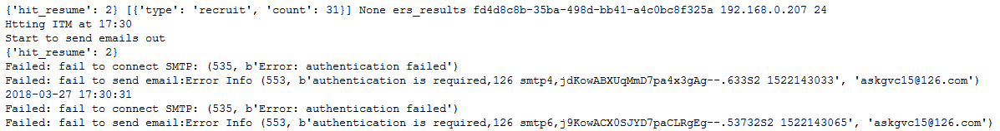 {'hit_resume': 2} [{'type': 'recruit', 'count': 31}] None ers_results fd4d8c8b-35ba-498d-bb41-a4c0bc8f325a 192.168.0.207 24
Htting ITM at 17:30
Start to send emails out
{'hit_resume': 2}
Failed: fail to connect SMTP: (535, b'Error: authentication failed')
Failed: fail to send email:Error Info (553, b'authentication is required,126 smtp4,jdKowABXUqMmD7pa4x3gAg--.633S2 1522143033', 'askgvc15@126.com')
2018-03-27 17:30:31
Failed: fail to connect SMTP: (535, b'Error: authentication failed')
Failed: fail to send email:Error Info (553, b'authentication is required,126 smtp6,j9KowACX0SJYD7paCLRgEg--.53732S2 1522143065', 'askgvc15@126.com')